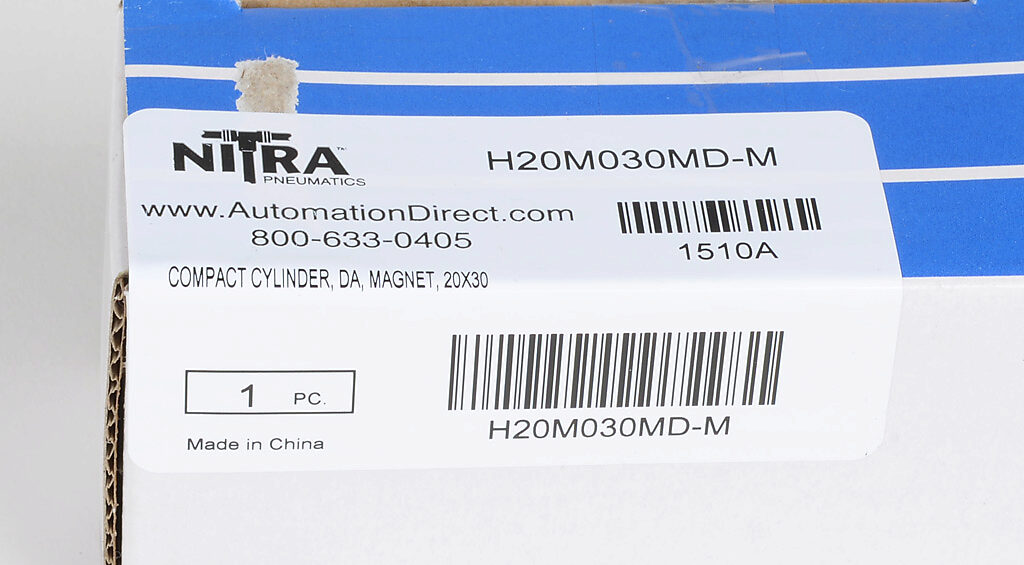 NITRA™
PNEUMATICS
H20M030MD-M
www.AutomationDirect.com
800-633-0405
1510A
COMPACT CYLINDER, DA, MAGNET, 20X30
1 PC.
H20M030MD-M
Made in China